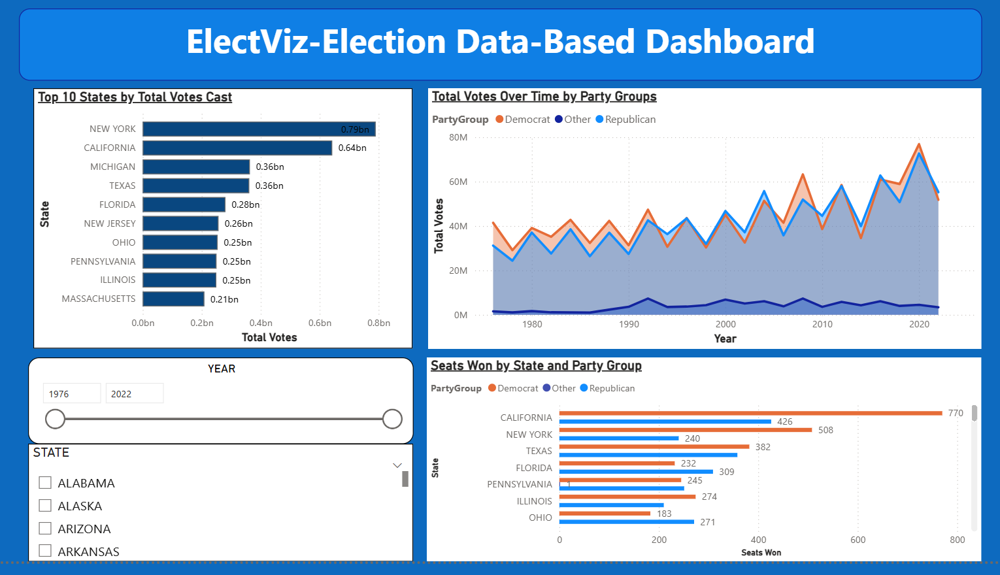 ElectViz-Election Data-Based Dashboard
Top 10 States by Total Votes Cast
State
NEW YORK 0.79bn
CALIFORNIA 0.64bn
MICHIGAN 0.36bn
TEXAS 0.36bn
FLORIDA 0.28bn
NEW JERSEY 0.26bn
OHIO 0.25bn
PENNSYLVANIA 0.25bn
ILLINOIS 0.25bn
MASSACHUSETTS 0.21bn
0.0bn 0.2bn 0.4bn 0.6bn 0.8bn
Total Votes
Total Votes Over Time by Party Groups
PartyGroup Democrat Other Republican
Total Votes
80M
60M
40M
20M
0M
1980 1990 2000 2010 2020
Year
YEAR
1976 2022
STATE
ALABAMA
ALASKA
ARIZONA
ARKANSAS
Seats Won by State and Party Group
PartyGroup Democrat Other Republican
State
CALIFORNIA 770
426
NEW YORK 508
240
TEXAS 382
FLORIDA 232
309
PENNSYLVANIA 245
1
ILLINOIS 274
OHIO 183
271
0 200 400 600 800
Seats Won